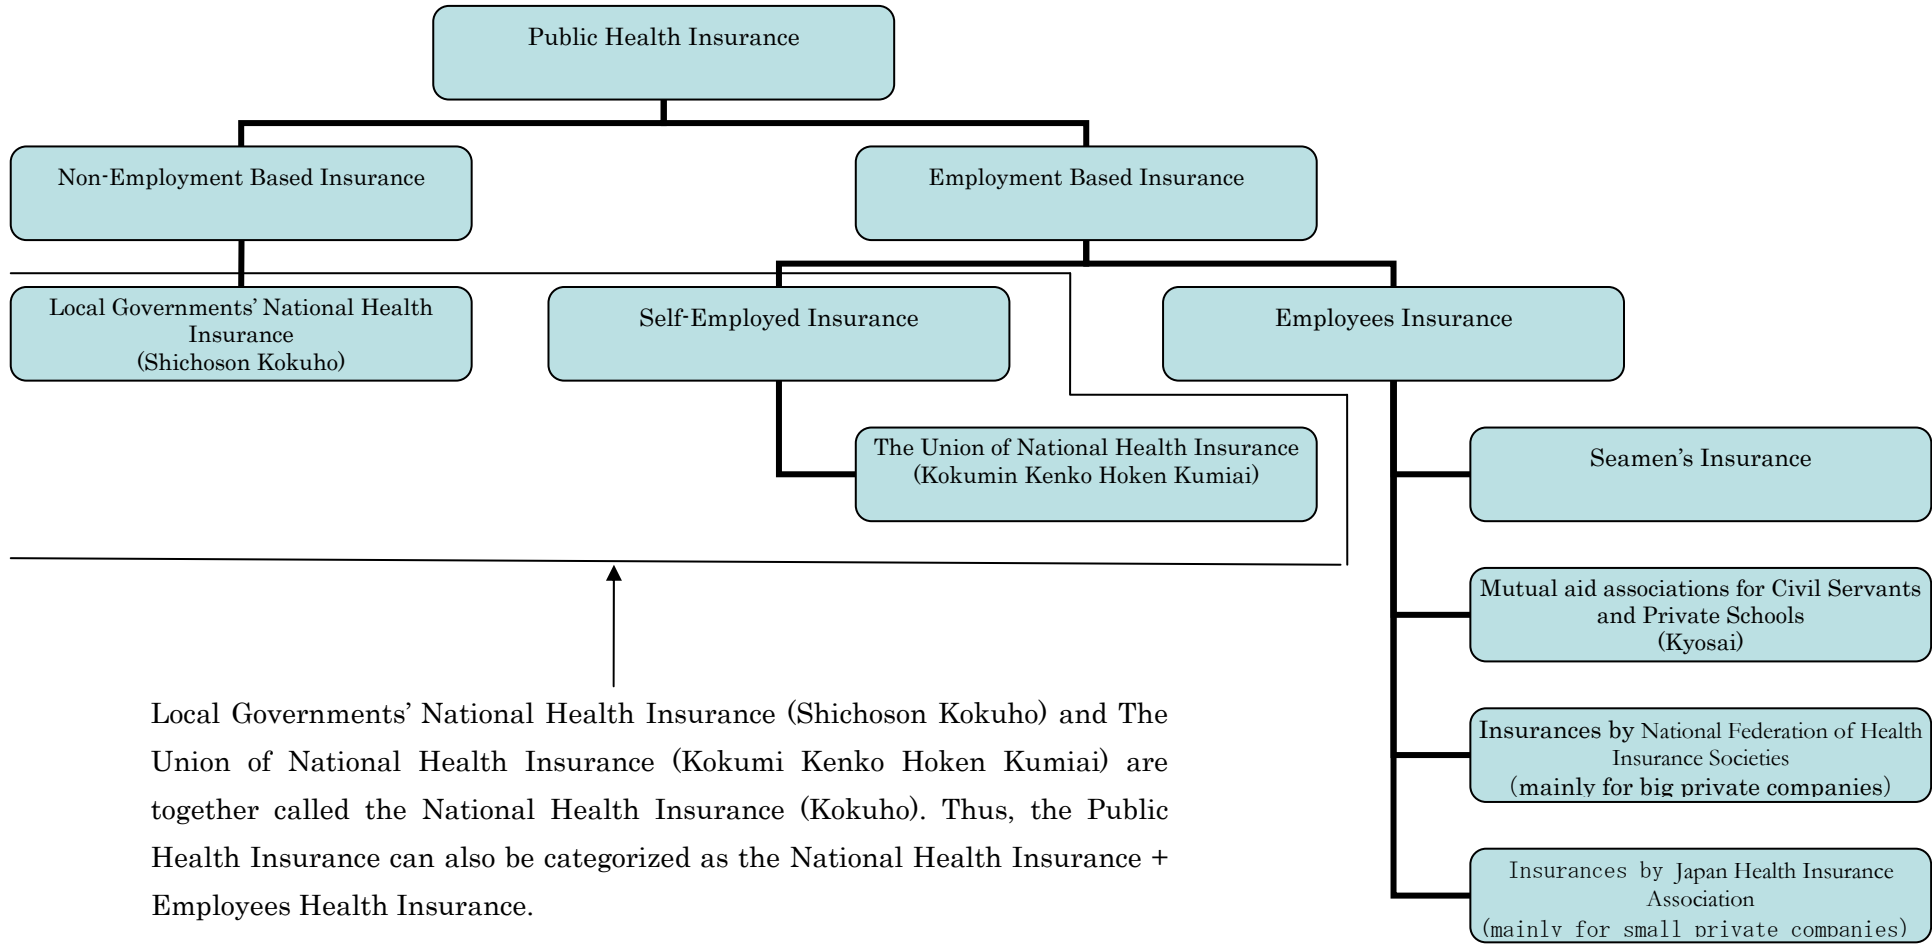 Public Health Insurance
Non-Employment Based Insurance
Employment Based Insurance
Local Governments’ National Health
Insurance
(Shichoson Kokuho)
Self-Employed Insurance
Employees Insurance
The Union of National Health Insurance
(Kokumin Kenko Hoken Kumiai)
Seamen’s Insurance
Mutual aid associations for Civil Servants
and Private Schools
(Kyosai)
Insurances by National Federation of Health
Insurance Societies
(mainly for big private companies)
Insurances by Japan Health Insurance
Association
(mainly for small private companies)
Local Governments’ National Health Insurance (Shichoson Kokuho) and The
Union of National Health Insurance (Kokumi Kenko Hoken Kumiai) are
together called the National Health Insurance (Kokuho). Thus, the Public
Health Insurance can also be categorized as the National Health Insurance +
Employees Health Insurance.